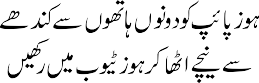 ہوز پائپ کو دونوں ہاتھوں سے کندھے
سے نیچے اٹھا کر ہوز ٹیوب میں رکھیں